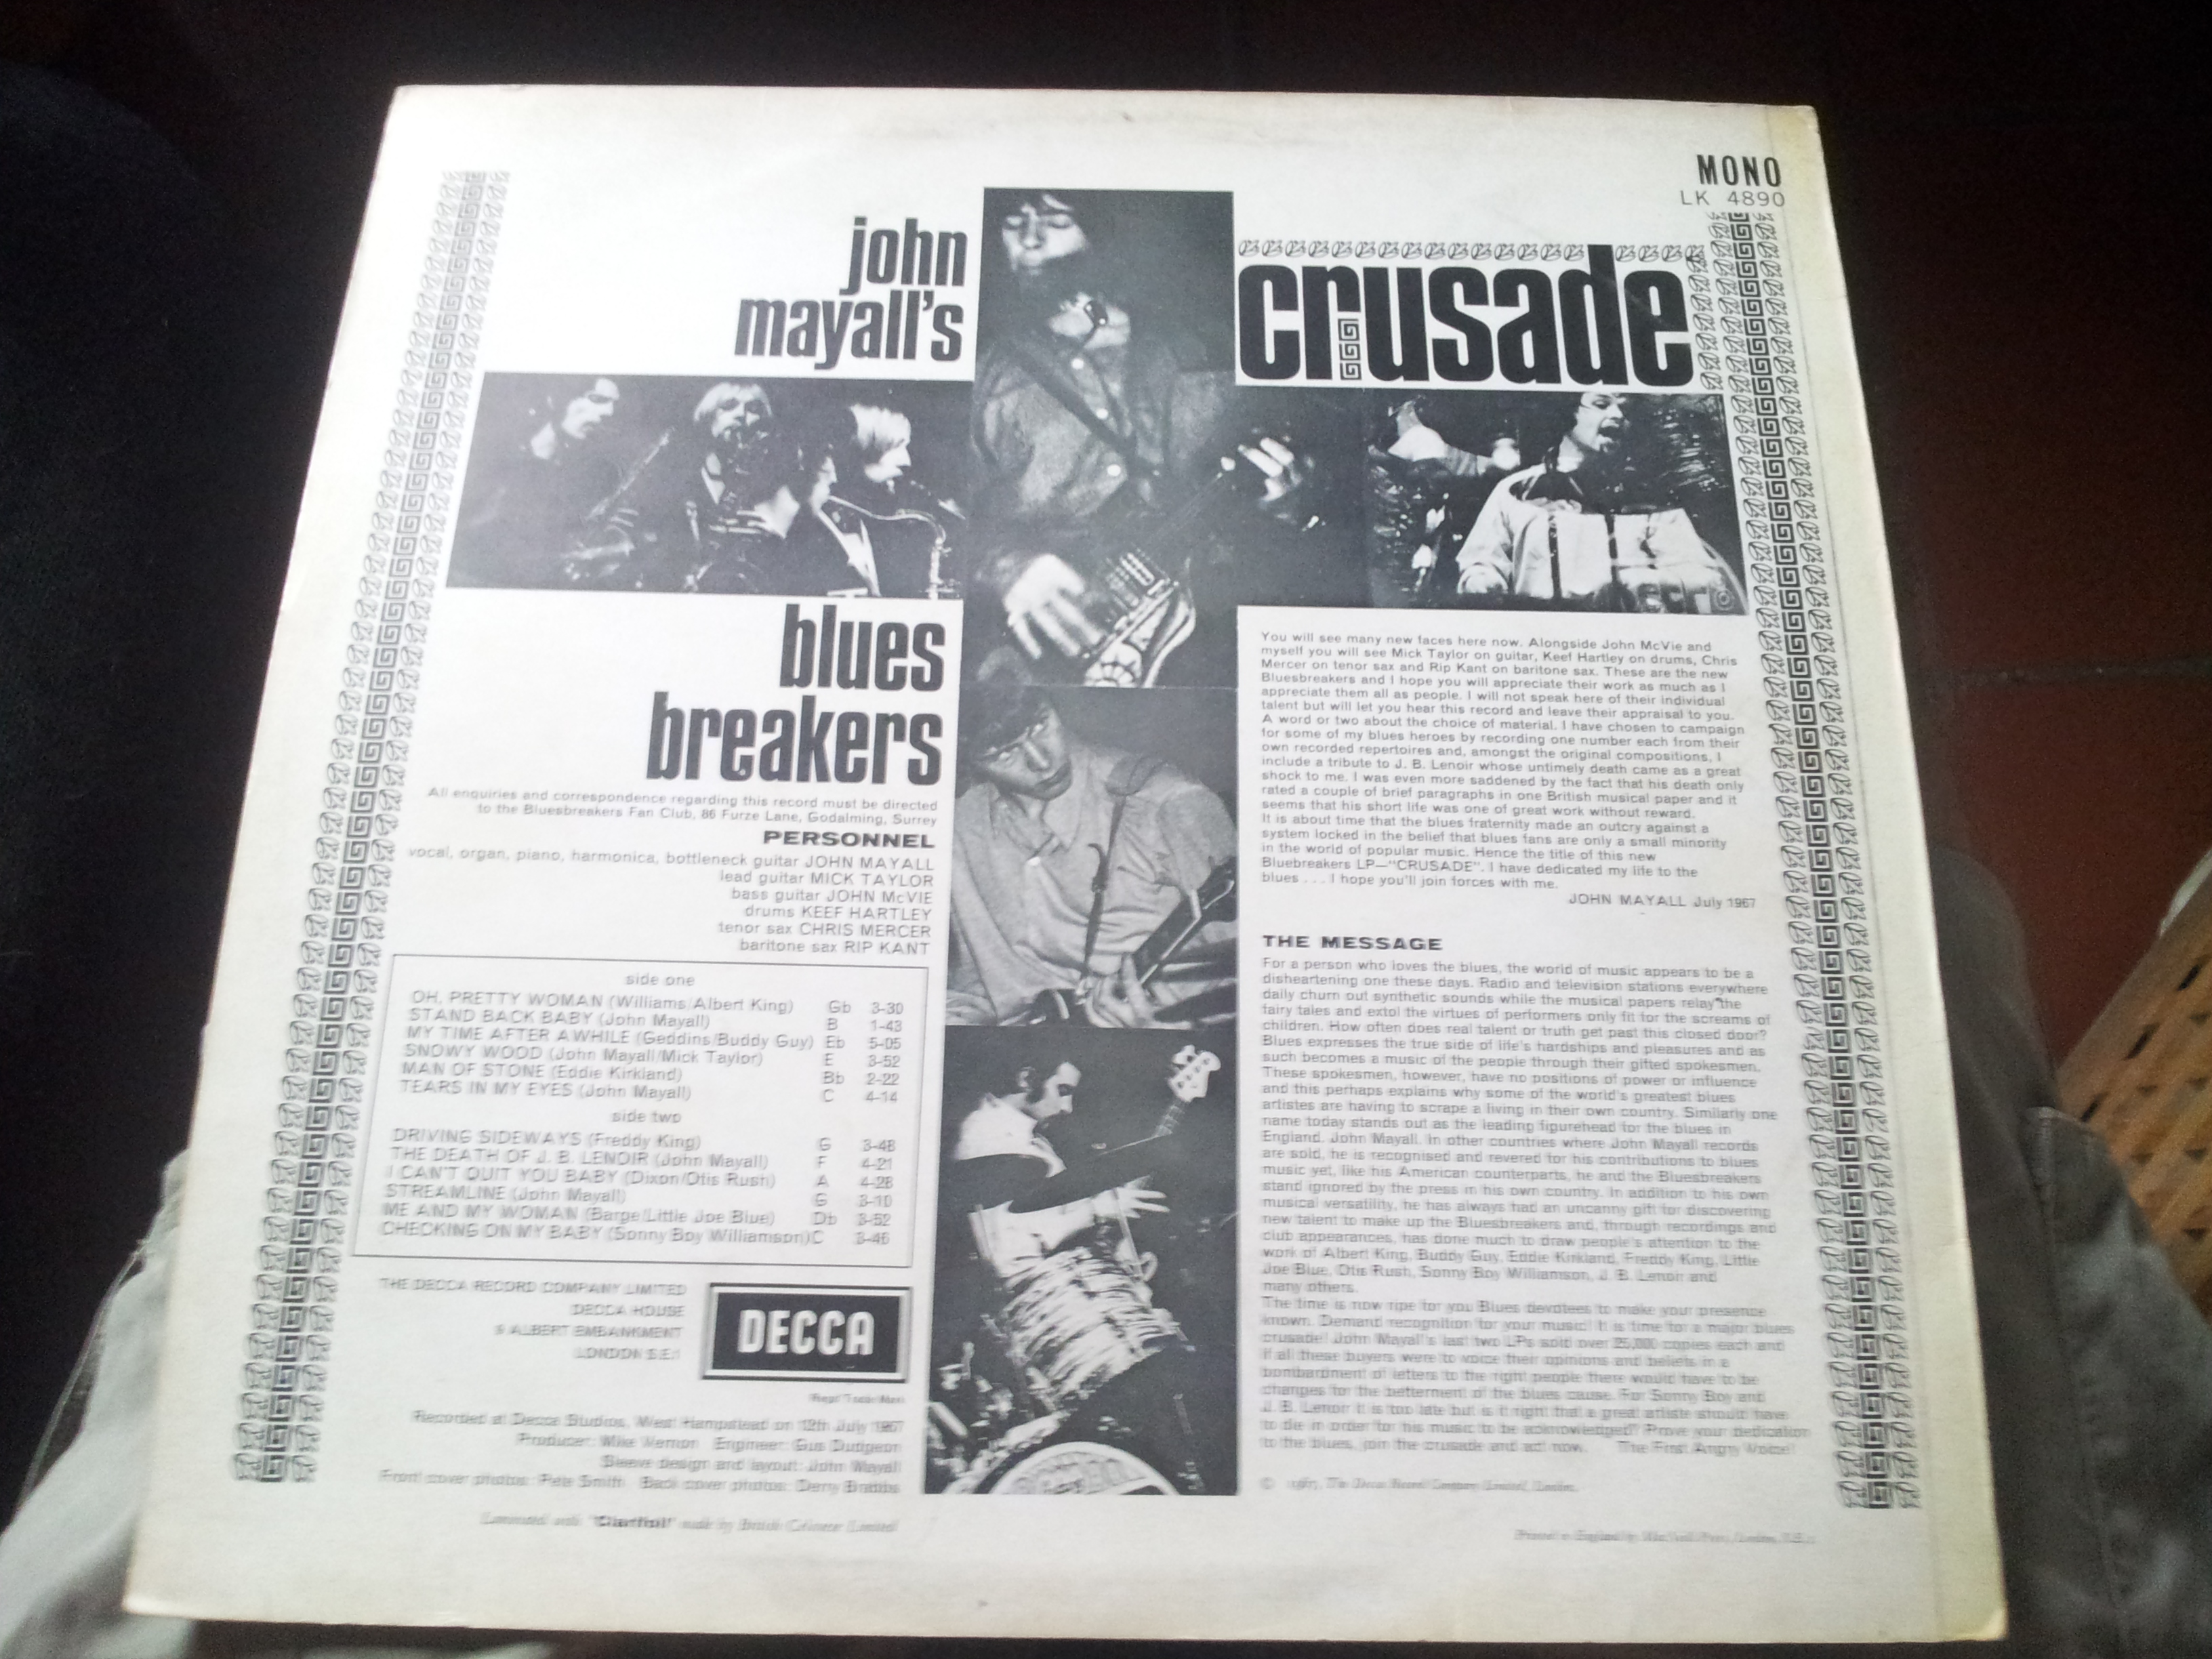 MONO
LK 4890
john
mayall's
crusade
blues
breakers
All enquiries and correspondence regarding this record must be directed
to the Bluesbreakers Fan Club, 86 Furze Lane, Godalming, Surrey
PERSONNEL
vocal, organ, piano, harmonica, bottleneck guitar JOHN MAYALL
lead guitar MICK TAYLOR
bass guitar JOHN McVIE
drums KEEF HARTLEY
tenor sax CHRIS MERCER
baritone sax RIP KANT
side one
OH, PRETTY WOMAN (Williams/Albert King) Gb 3-30
STAND BACK BABY (John Mayall) B 1-43
MY TIME AFTER AWHILE (Geddins/Buddy Guy) Eb 5-05
SNOWY WOOD (John Mayall/Mick Taylor) E 3-52
MAN OF STONE (Eddie Kirkland) Bb 2-22
TEARS IN MY EYES (John Mayall) C 4-14
side two
DRIVING SIDEWAYS (Freddy King) G 3-48
THE DEATH OF J. B. LENOIR (John Mayall) F 4-21
I CAN'T QUIT YOU BABY (Dixon/Otis Rush) A 4-28
STREAMLINE (John Mayall) G 3-10
ME AND MY WOMAN (Barge/Little Joe Blue) Db 3-52
CHECKING ON MY BABY (Sonny Boy Williamson) C 3-46
THE DECCA RECORD COMPANY LIMITED
DECCA HOUSE
9 ALBERT EMBANKMENT
LONDON S.E.1
DECCA
Recorded at Decca Studios, West Hampstead on 12th July 1967
Producer: Mike Vernon Engineer: Gus Dudgeon
Sleeve design and layout: John Mayall
Front cover photos: Pete Smith Back cover photos: Derry Brabbs
Laminated with "Clarifoil" made by British Celanese Limited
You will see many new faces here now. Alongside John McVie and
myself you will see Mick Taylor on guitar, Keef Hartley on drums, Chris
Mercer on tenor sax and Rip Kant on baritone sax. These are the new
Bluesbreakers and I hope you will appreciate their work as much as I
appreciate them all as people. I will not speak here of their individual
talent but will let you hear this record and leave their appraisal to you.
A word or two about the choice of material. I have chosen to campaign
for some of my blues heroes by recording one number each from their
own recorded repertoires and, amongst the original compositions, I
include a tribute to J. B. Lenoir whose untimely death came as a great
shock to me. I was even more saddened by the fact that his death only
rated a couple of brief paragraphs in one British musical paper and it
seems that his short life was one of great work without reward.
It is about time that the blues fraternity made an outcry against a
system locked in the belief that blues fans are only a small minority
in the world of popular music. Hence the title of this new
Bluebreakers LP—"CRUSADE". I have dedicated my life to the
blues . . . I hope you'll join forces with me.
JOHN MAYALL July 1967
THE MESSAGE
For a person who loves the blues, the world of music appears to be a
disheartening one these days. Radio and television stations everywhere
daily churn out synthetic sounds while the musical papers relay the
fairy tales and extol the virtues of performers only fit for the screams of
children. How often does real talent or truth get past this closed door?
Blues expresses the true side of life's hardships and pleasures and as
such becomes a music of the people through their gifted spokesmen.
These spokesmen, however, have no positions of power or influence
and this perhaps explains why some of the world's greatest blues
artistes are having to scrape a living in their own country. Similarly one
name today stands out as the leading figurehead for the blues in
England. John Mayall. In other countries where John Mayall records
are sold, he is recognised and revered for his contributions to blues
music yet, like his American counterparts, he and the Bluesbreakers
stand ignored by the press in his own country. In addition to his own
musical versatility, he has always had an uncanny gift for discovering
new talent to make up the Bluesbreakers and, through recordings and
club appearances, has done much to draw people's attention to the
work of Albert King, Buddy Guy, Eddie Kirkland, Freddy King, Little
Joe Blue, Otis Rush, Sonny Boy Williamson, J. B. Lenoir and
many others.
The time is now ripe for you Blues devotees to make your presence
known. Demand recognition for your music! It is time for a major blues
crusade! John Mayall's last two LPs sold over 25,000 copies each and
if all these buyers were to voice their opinions and beliefs in a
bombardment of letters to the right people there would have to be
changes for the betterment of the blues cause. For Sonny Boy and
J. B. Lenoir it is too late but is it right that a great artiste should have
to die in order for his music to be acknowledged? Prove your dedication
to the blues, join the crusade and act now. The First Angry Voice!
© 1967, The Decca Record Company Limited, London.